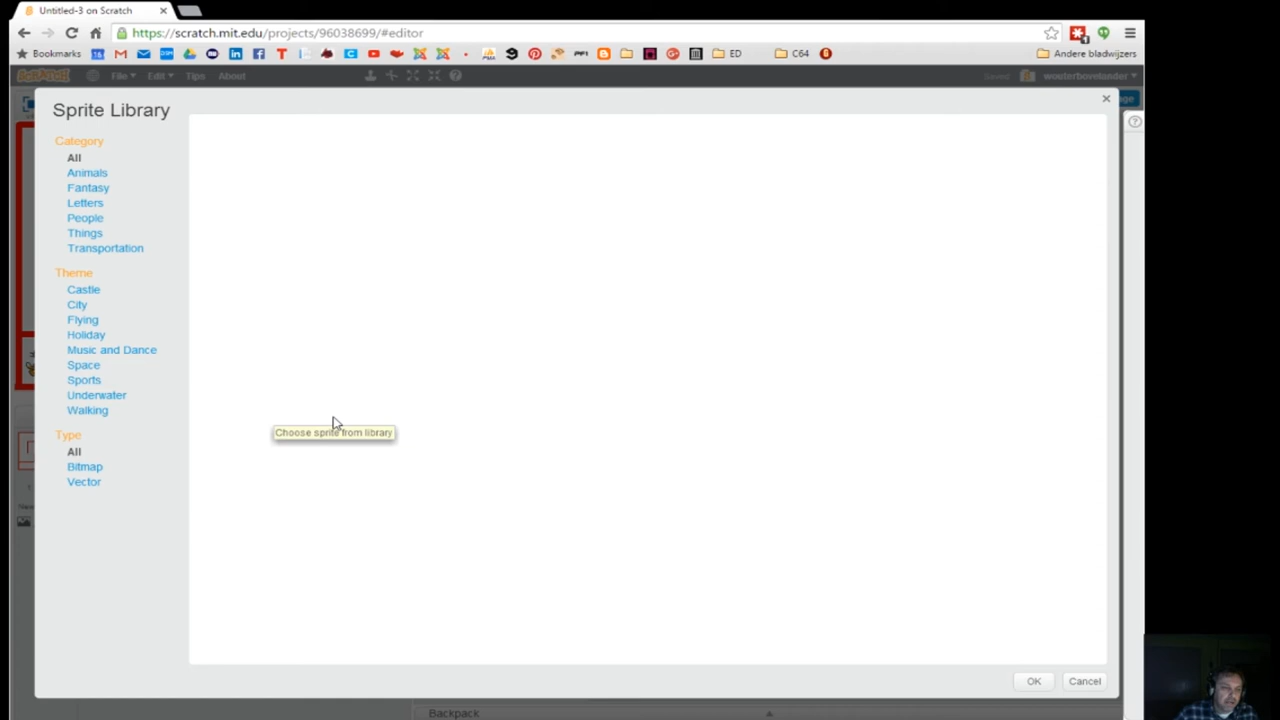 Untitled-3 on Scratch
https://scratch.mit.edu/projects/96038699/#editor
Bookmarks
ED
C64
Andere bladwijzers
SCRATCH
File
Edit
Tips
About
Saved
wouterbovelander
Sprite Library
Category
All
Animals
Fantasy
Letters
People
Things
Transportation
Theme
Castle
City
Flying
Holiday
Music and Dance
Space
Sports
Underwater
Walking
Type
All
Bitmap
Vector
Choose sprite from library
OK
Cancel
Backpack